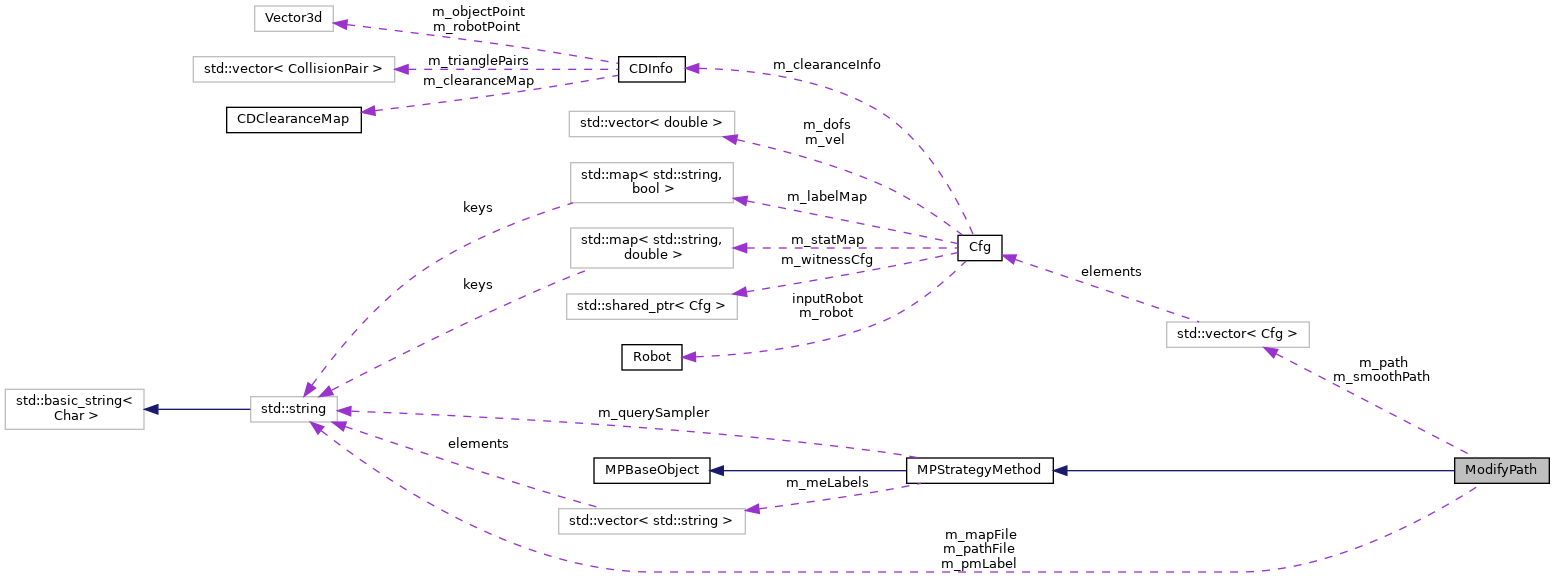 Vector3d
m_objectPoint
m_robotPoint
std::vector< CollisionPair >
m_trianglePairs
CDInfo
m_clearanceInfo
m_clearanceMap
CDClearanceMap
std::vector< double >
m_dofs
m_vel
std::map< std::string,
bool >
m_labelMap
keys
std::map< std::string,
double >
m_statMap
Cfg
m_witnessCfg
elements
keys
std::shared_ptr< Cfg >
inputRobot
m_robot
std::vector< Cfg >
Robot
m_path
m_smoothPath
std::basic_string<
Char >
std::string
m_querySampler
elements
MPBaseObject
MPStrategyMethod
ModifyPath
m_meLabels
std::vector< std::string >
m_mapFile
m_pathFile
m_pmLabel